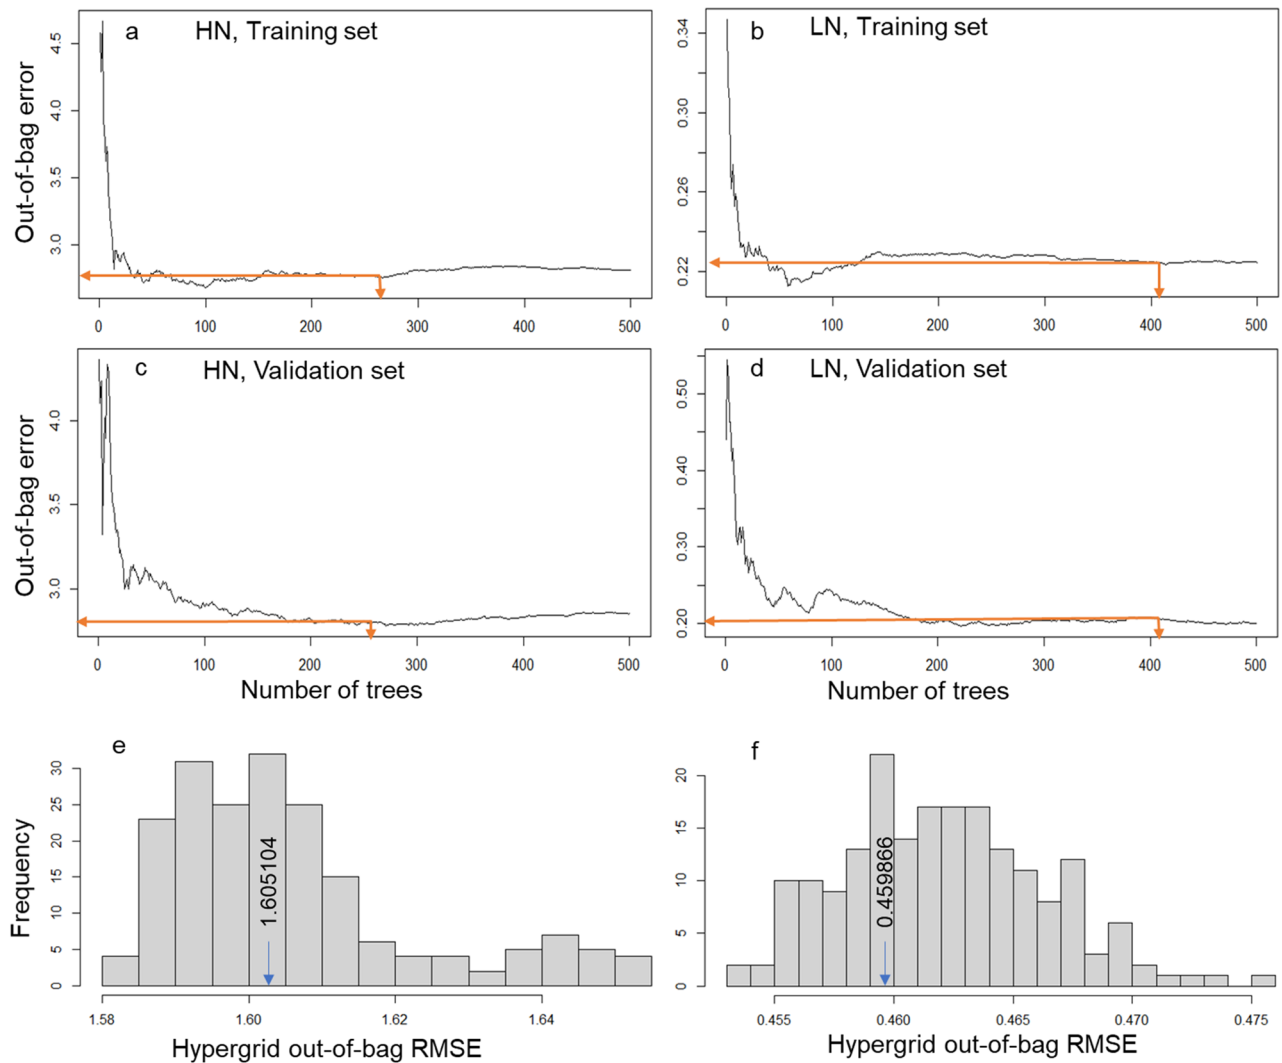 a HN, Training set
Out-of-bag error
4.5
4.0
3.5
3.0
0 100 200 300 400 500
b LN, Training set
0.34
0.30
0.26
0.22
0 100 200 300 400 500
c HN, Validation set
Out-of-bag error
4.0
3.5
3.0
0 100 200 300 400 500
Number of trees
d LN, Validation set
0.50
0.40
0.30
0.20
0 100 200 300 400 500
Number of trees
e
Frequency
30
25
20
15
10
5
0
1.605104
1.58 1.60 1.62 1.64
Hypergrid out-of-bag RMSE
f
20
15
10
5
0
0.459866
0.455 0.460 0.465 0.470 0.475
Hypergrid out-of-bag RMSE